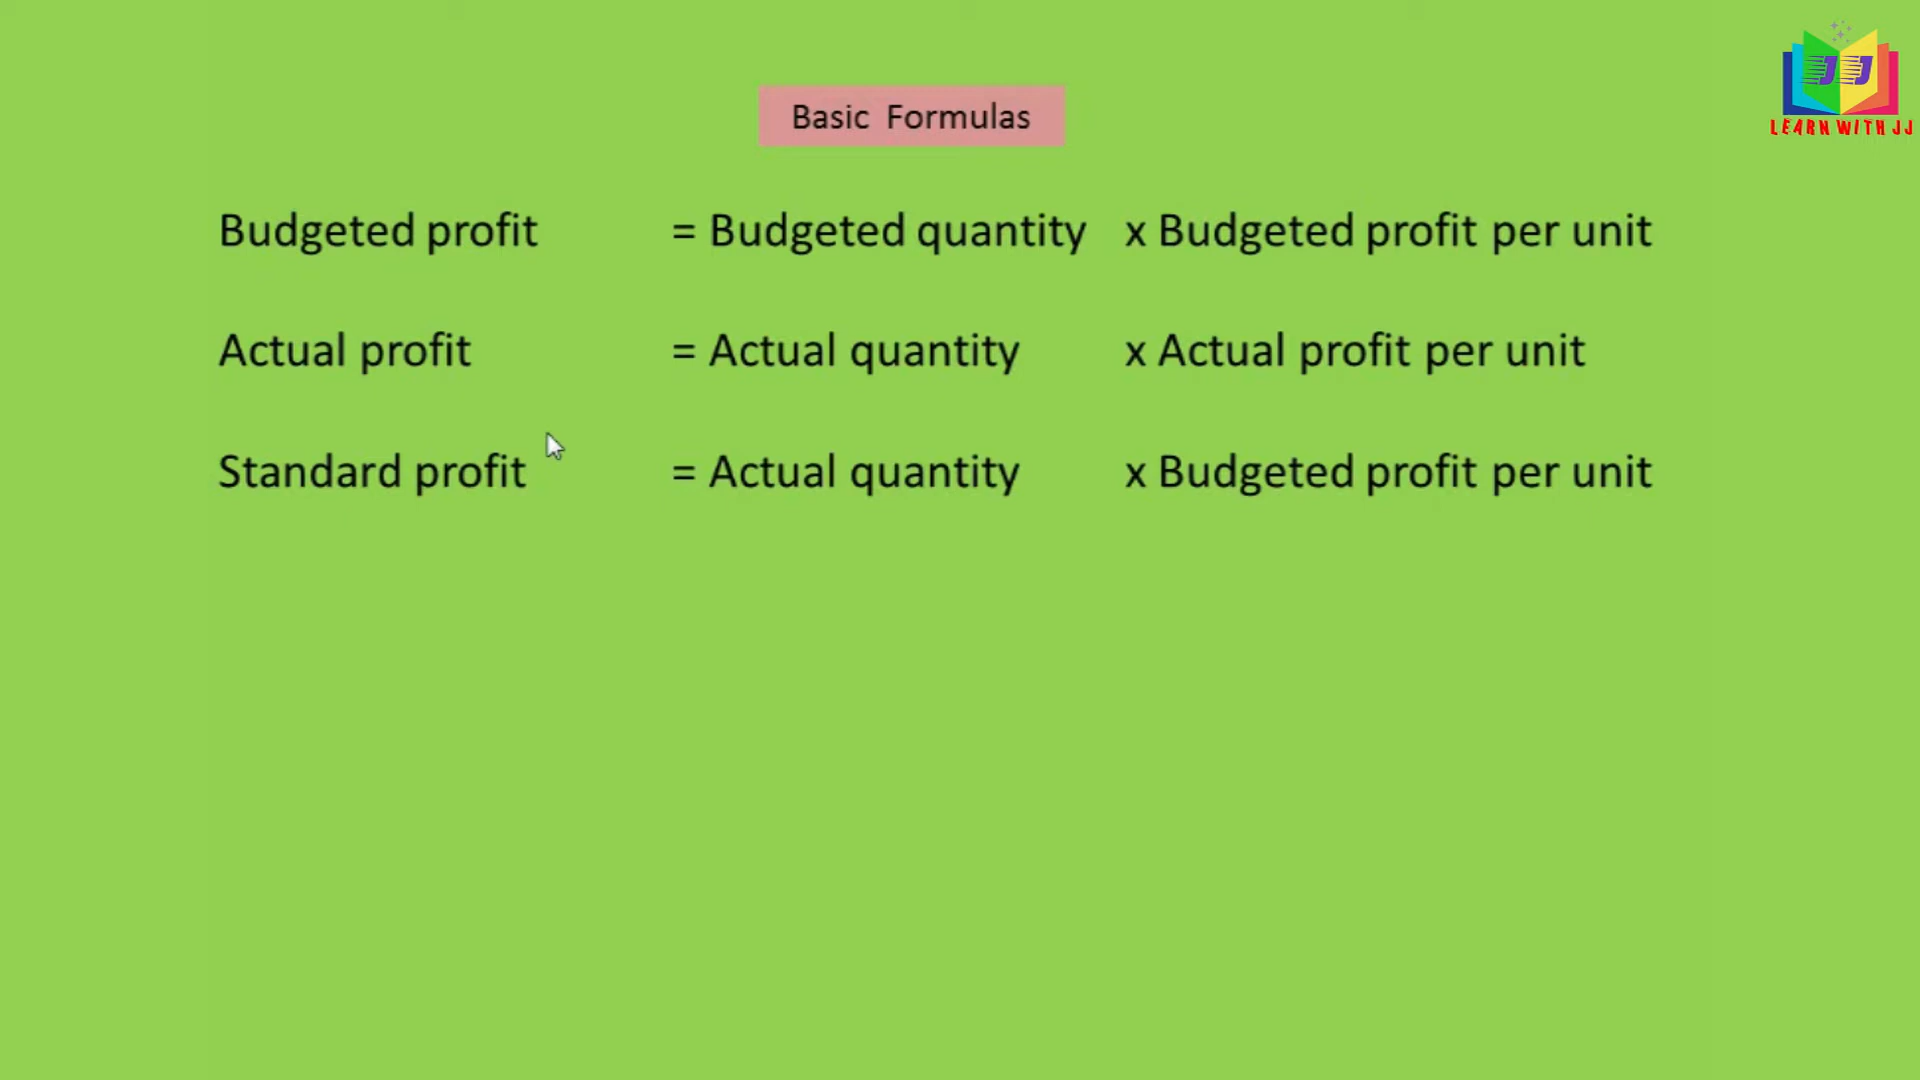 Basic Formulas
JJ
LEARN WITH JJ
Budgeted profit = Budgeted quantity x Budgeted profit per unit
Actual profit = Actual quantity x Actual profit per unit
Standard profit = Actual quantity x Budgeted profit per unit